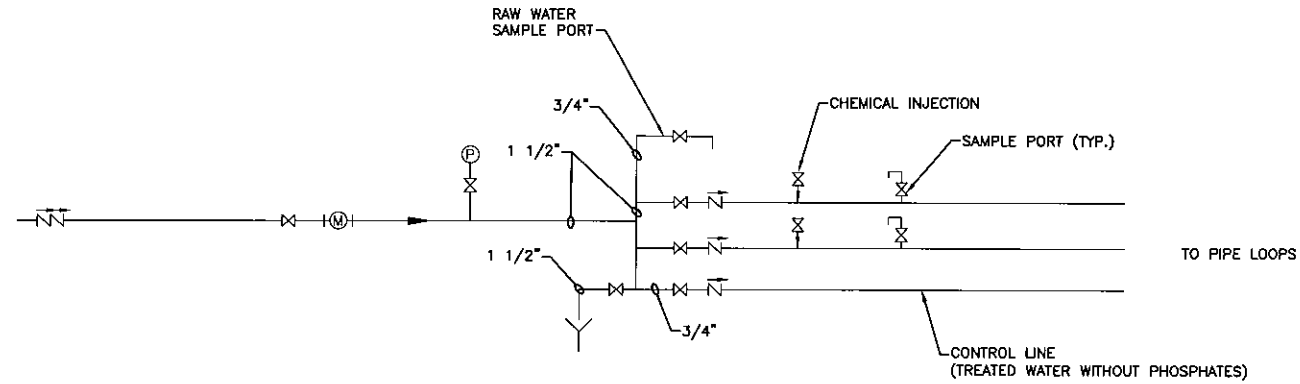 RAW WATER
SAMPLE PORT
3/4"
CHEMICAL INJECTION
P
1 1/2"
SAMPLE PORT (TYP.)
M
1 1/2"
TO PIPE LOOPS
3/4"
CONTROL LINE
(TREATED WATER WITHOUT PHOSPHATES)